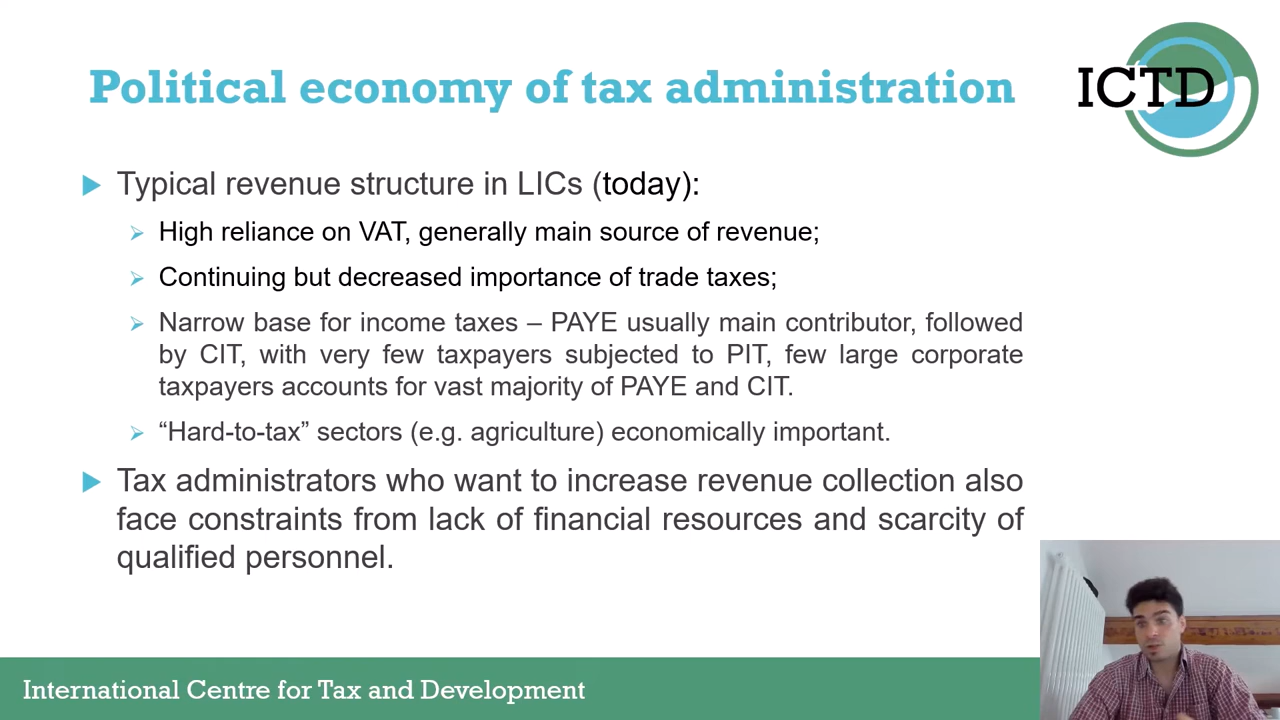 Political economy of tax administration
ICTD
Typical revenue structure in LICs (today):
High reliance on VAT, generally main source of revenue;
Continuing but decreased importance of trade taxes;
Narrow base for income taxes – PAYE usually main contributor, followed
by CIT, with very few taxpayers subjected to PIT, few large corporate
taxpayers accounts for vast majority of PAYE and CIT.
“Hard-to-tax” sectors (e.g. agriculture) economically important.
Tax administrators who want to increase revenue collection also
face constraints from lack of financial resources and scarcity of
qualified personnel.
International Centre for Tax and Development